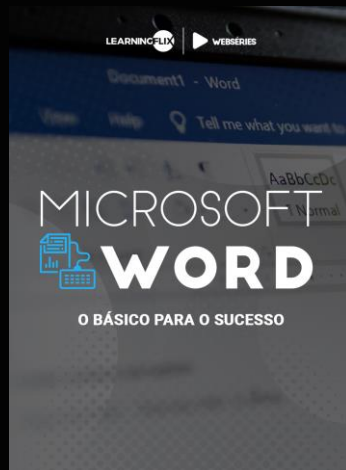 LEARNINGFLIX WEBSÉRIES
Document1 - Word
View Help Tell me what you want to
AaBbCcDc
MICROSOFT
¶ Normal
WORD
O BÁSICO PARA O SUCESSO